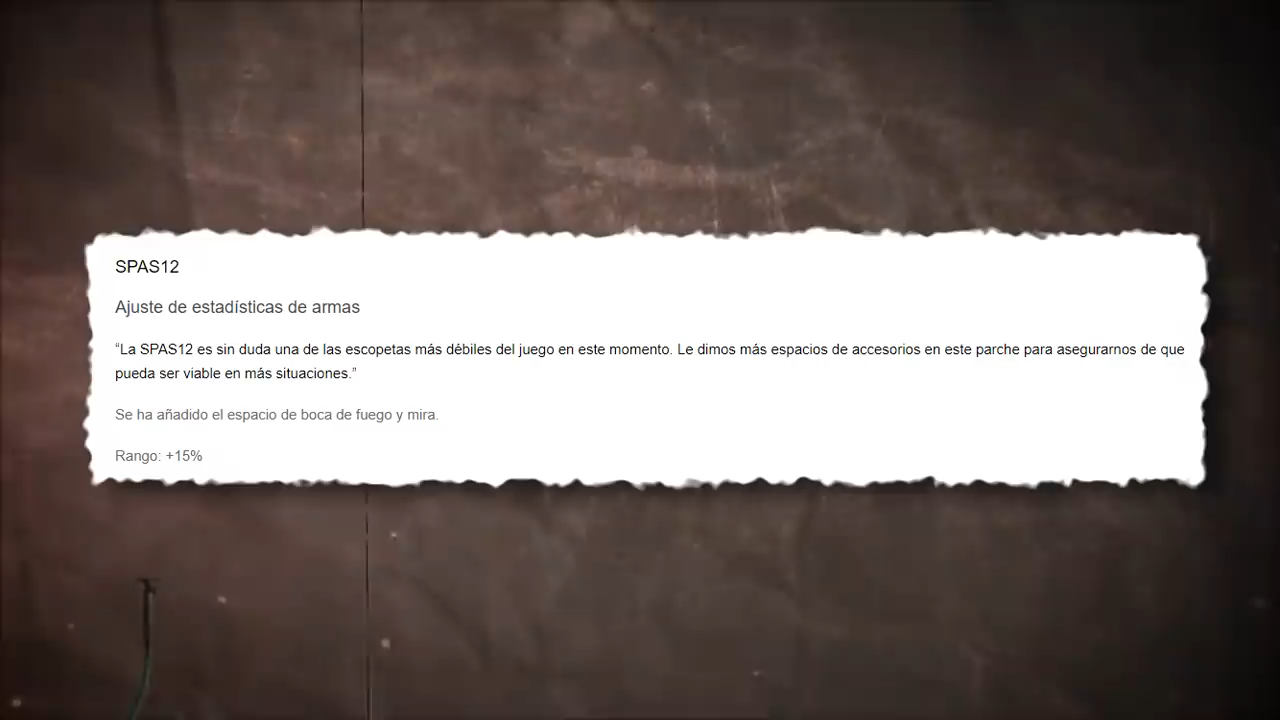 SPAS12
Ajuste de estadísticas de armas
“La SPAS12 es sin duda una de las escopetas más débiles del juego en este momento. Le dimos más espacios de accesorios en este parche para asegurarnos de que
pueda ser viable en más situaciones.”
Se ha añadido el espacio de boca de fuego y mira.
Rango: +15%